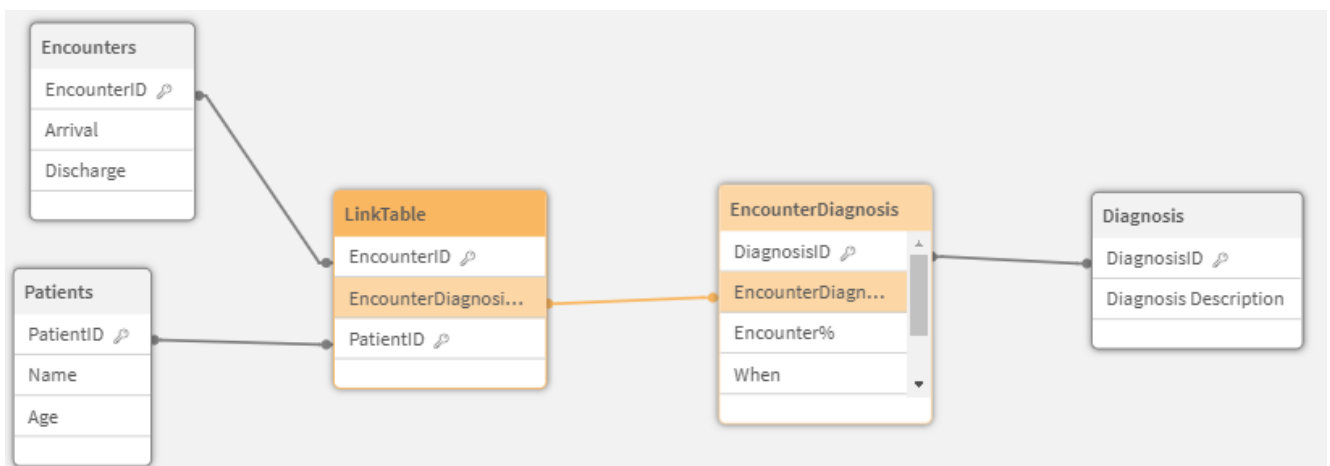 Encounters
EncounterID
Arrival
Discharge
Patients
PatientID
Name
Age
LinkTable
EncounterID
EncounterDiagnosi...
PatientID
EncounterDiagnosis
DiagnosisID
EncounterDiagn...
Encounter%
When
Diagnosis
DiagnosisID
Diagnosis Description